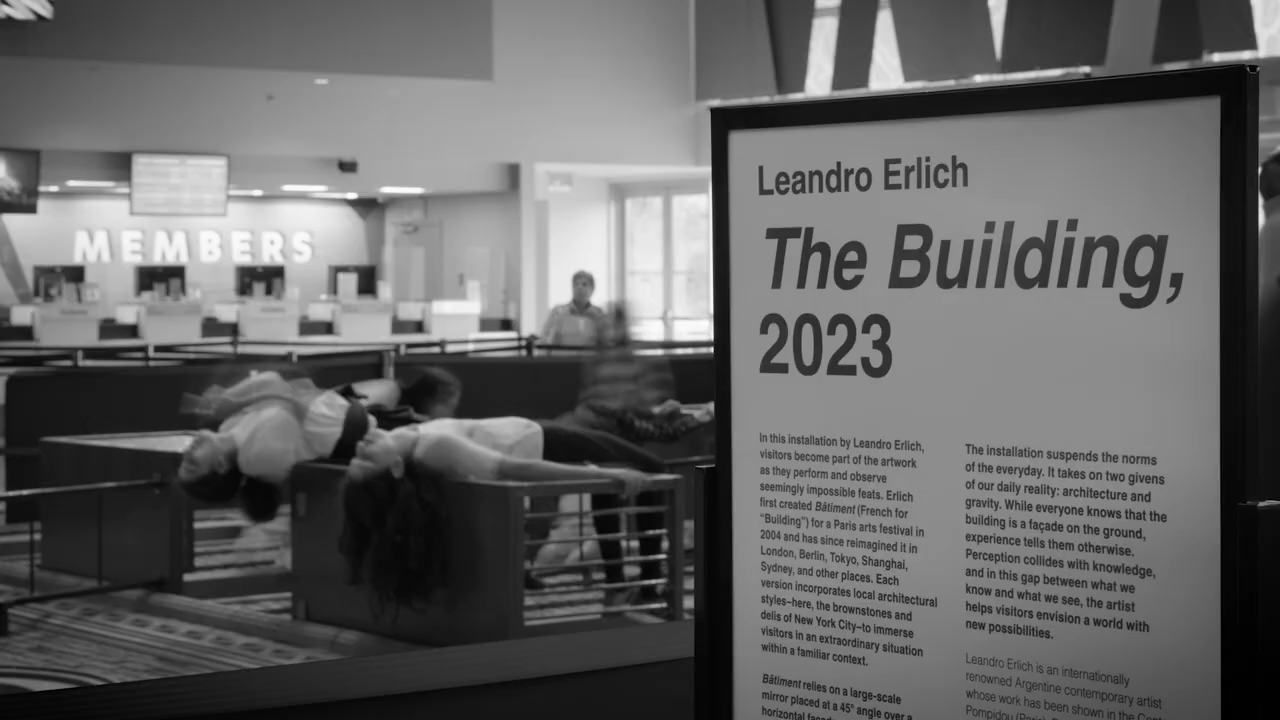 MEMBERS
Leandro Erlich
The Building,
2023
In this installation by Leandro Erlich,
visitors become part of the artwork
as they perform and observe
seemingly impossible feats. Erlich
first created Bâtiment (French for
“Building”) for a Paris arts festival in
2004 and has since reimagined it in
London, Berlin, Tokyo, Shanghai,
Sydney, and other places. Each
version incorporates local architectural
styles–here, the brownstones and
delis of New York City–to immerse
visitors in an extraordinary situation
within a familiar context.
Bâtiment relies on a large-scale
mirror placed at a 45° angle over a
horizontal
The installation suspends the norms
of the everyday. It takes on two givens
of our daily reality: architecture and
gravity. While everyone knows that the
building is a façade on the ground,
experience tells them otherwise.
Perception collides with knowledge,
and in this gap between what we
know and what we see, the artist
helps visitors envision a world with
new possibilities.
Leandro Erlich is an internationally
renowned Argentine contemporary artist
whose work has been shown in the
Pompidou (Paris),